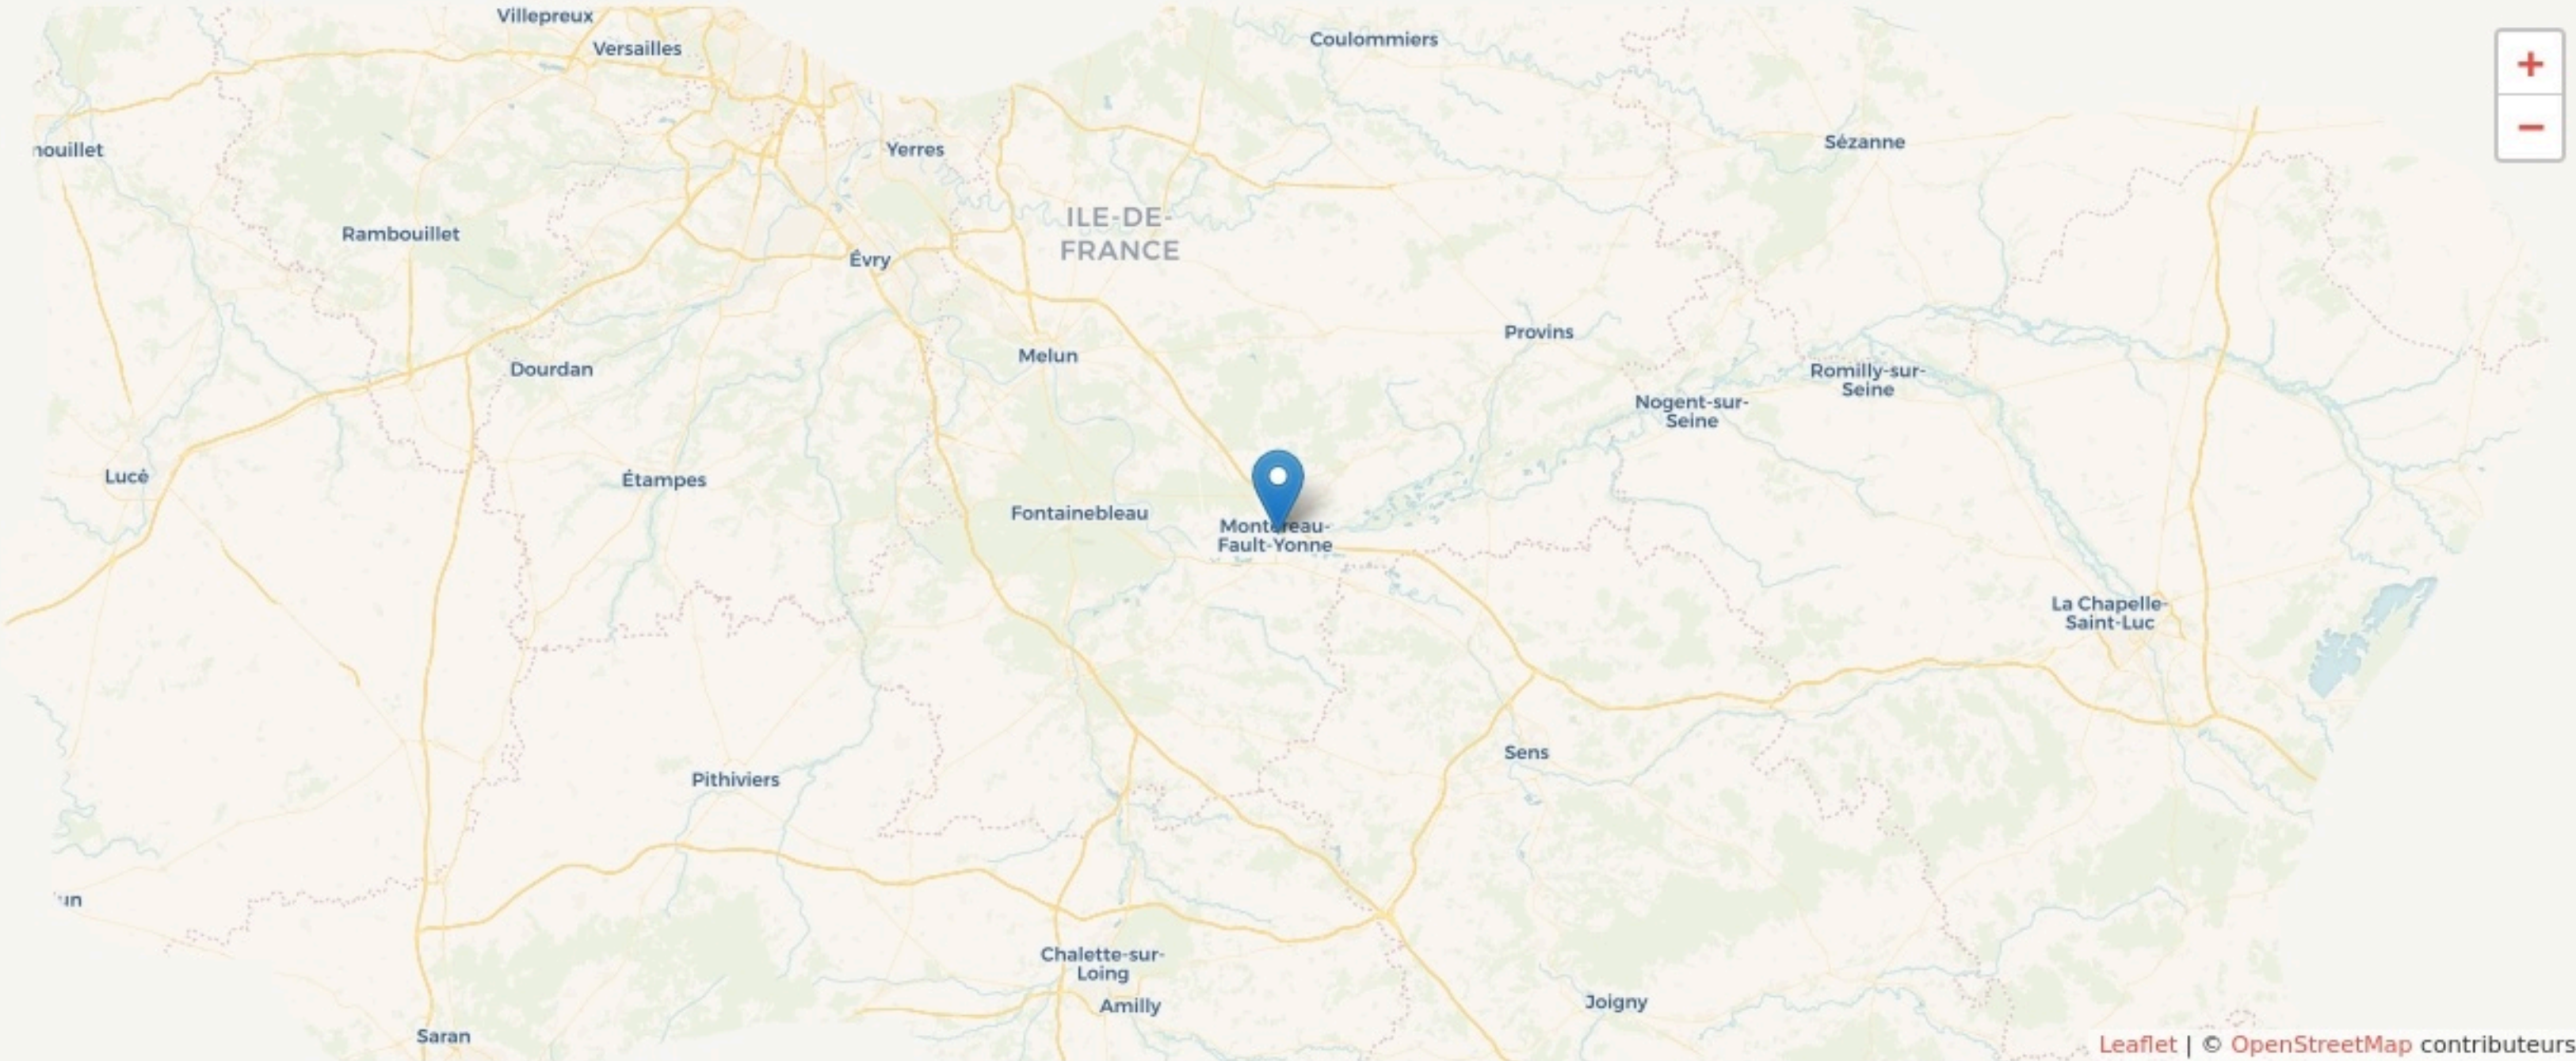 Villepreux
Versailles
Coulommiers
+
−
Sézanne
nouillet
Yerres
ILE-DE-
FRANCE
Rambouillet
Évry
Provins
Melun
Dourdan
Romilly-sur-
Seine
Nogent-sur-
Seine
Lucé
Étampes
Fontainebleau
Montereau-
Fault-Yonne
La Chapelle-
Saint-Luc
Sens
Pithiviers
un
Chalette-sur-
Loing
Amilly
Joigny
Saran
Leaflet | © OpenStreetMap contributeurs